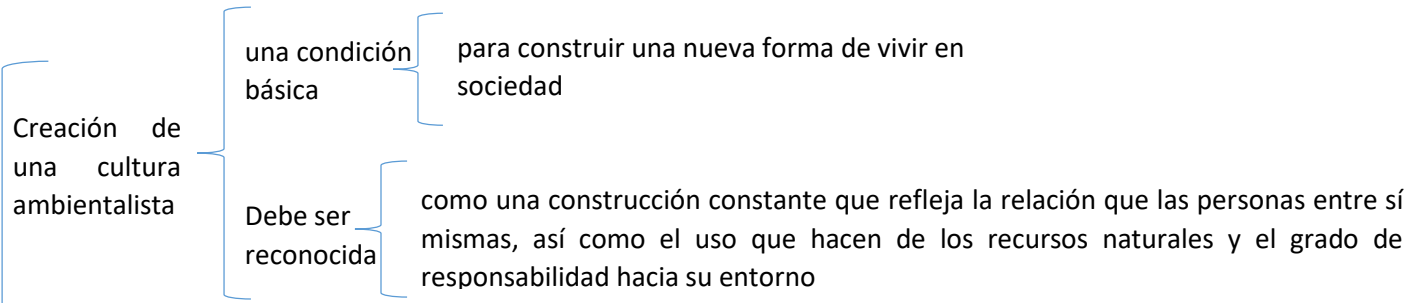 Creación de
una cultura
ambientalista
una condición
básica
para construir una nueva forma de vivir en
sociedad
Debe ser
reconocida
como una construcción constante que refleja la relación que las personas entre sí
mismas, así como el uso que hacen de los recursos naturales y el grado de
responsabilidad hacia su entorno